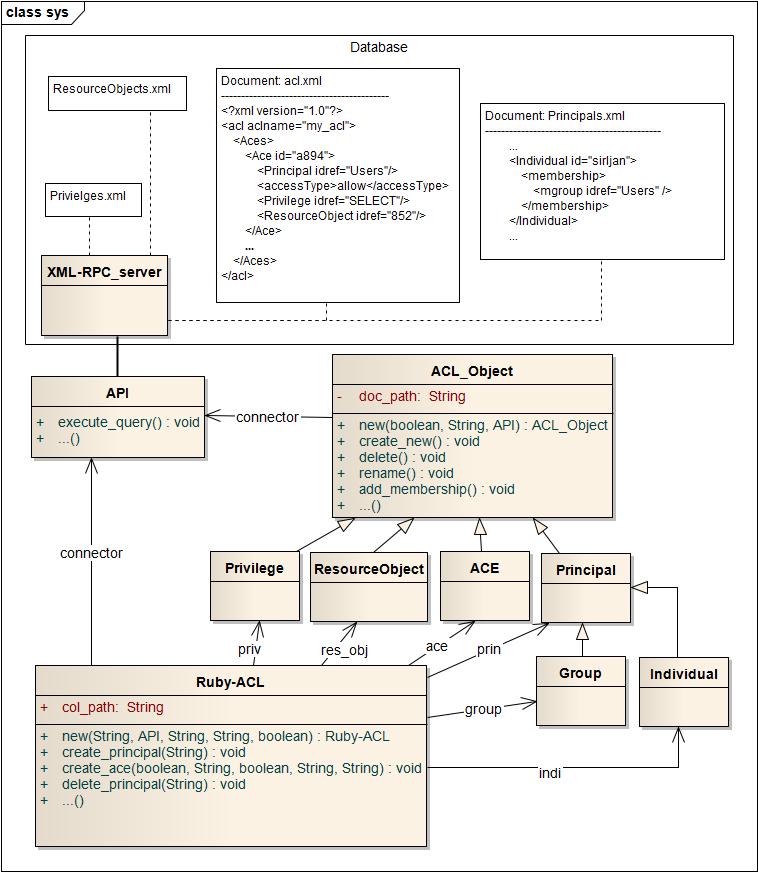 class sys
Database
ResourceObjects.xml
Document: acl.xml
------------------------------------------
<?xml version="1.0"?>
<acl aclname="my_acl">
<Aces>
<Ace id="a894">
<Principal idref="Users"/>
<accessType>allow</accessType>
<Privilege idref="SELECT"/>
<ResourceObject idref="852"/>
</Ace>
...
</Aces>
</acl>
Document: Principals.xml
--------------------------------------------
...
<Individual id="sirljan">
<membership>
<mgroup idref="Users" />
</membership>
</Individual>
...
Privielges.xml
XML-RPC_server
API
+ execute_query() : void
+ ...()
connector
ACL_Object
- doc_path: String
+ new(boolean, String, API) : ACL_Object
+ create_new() : void
+ delete() : void
+ rename() : void
+ add_membership() : void
+ ...()
connector
Privilege
ResourceObject
ACE
Principal
priv
res_obj
ace
prin
Group
Individual
group
indi
Ruby-ACL
+ col_path: String
+ new(String, API, String, String, boolean) : Ruby-ACL
+ create_principal(String) : void
+ create_ace(boolean, String, boolean, String, String) : void
+ delete_principal(String) : void
+ ...()